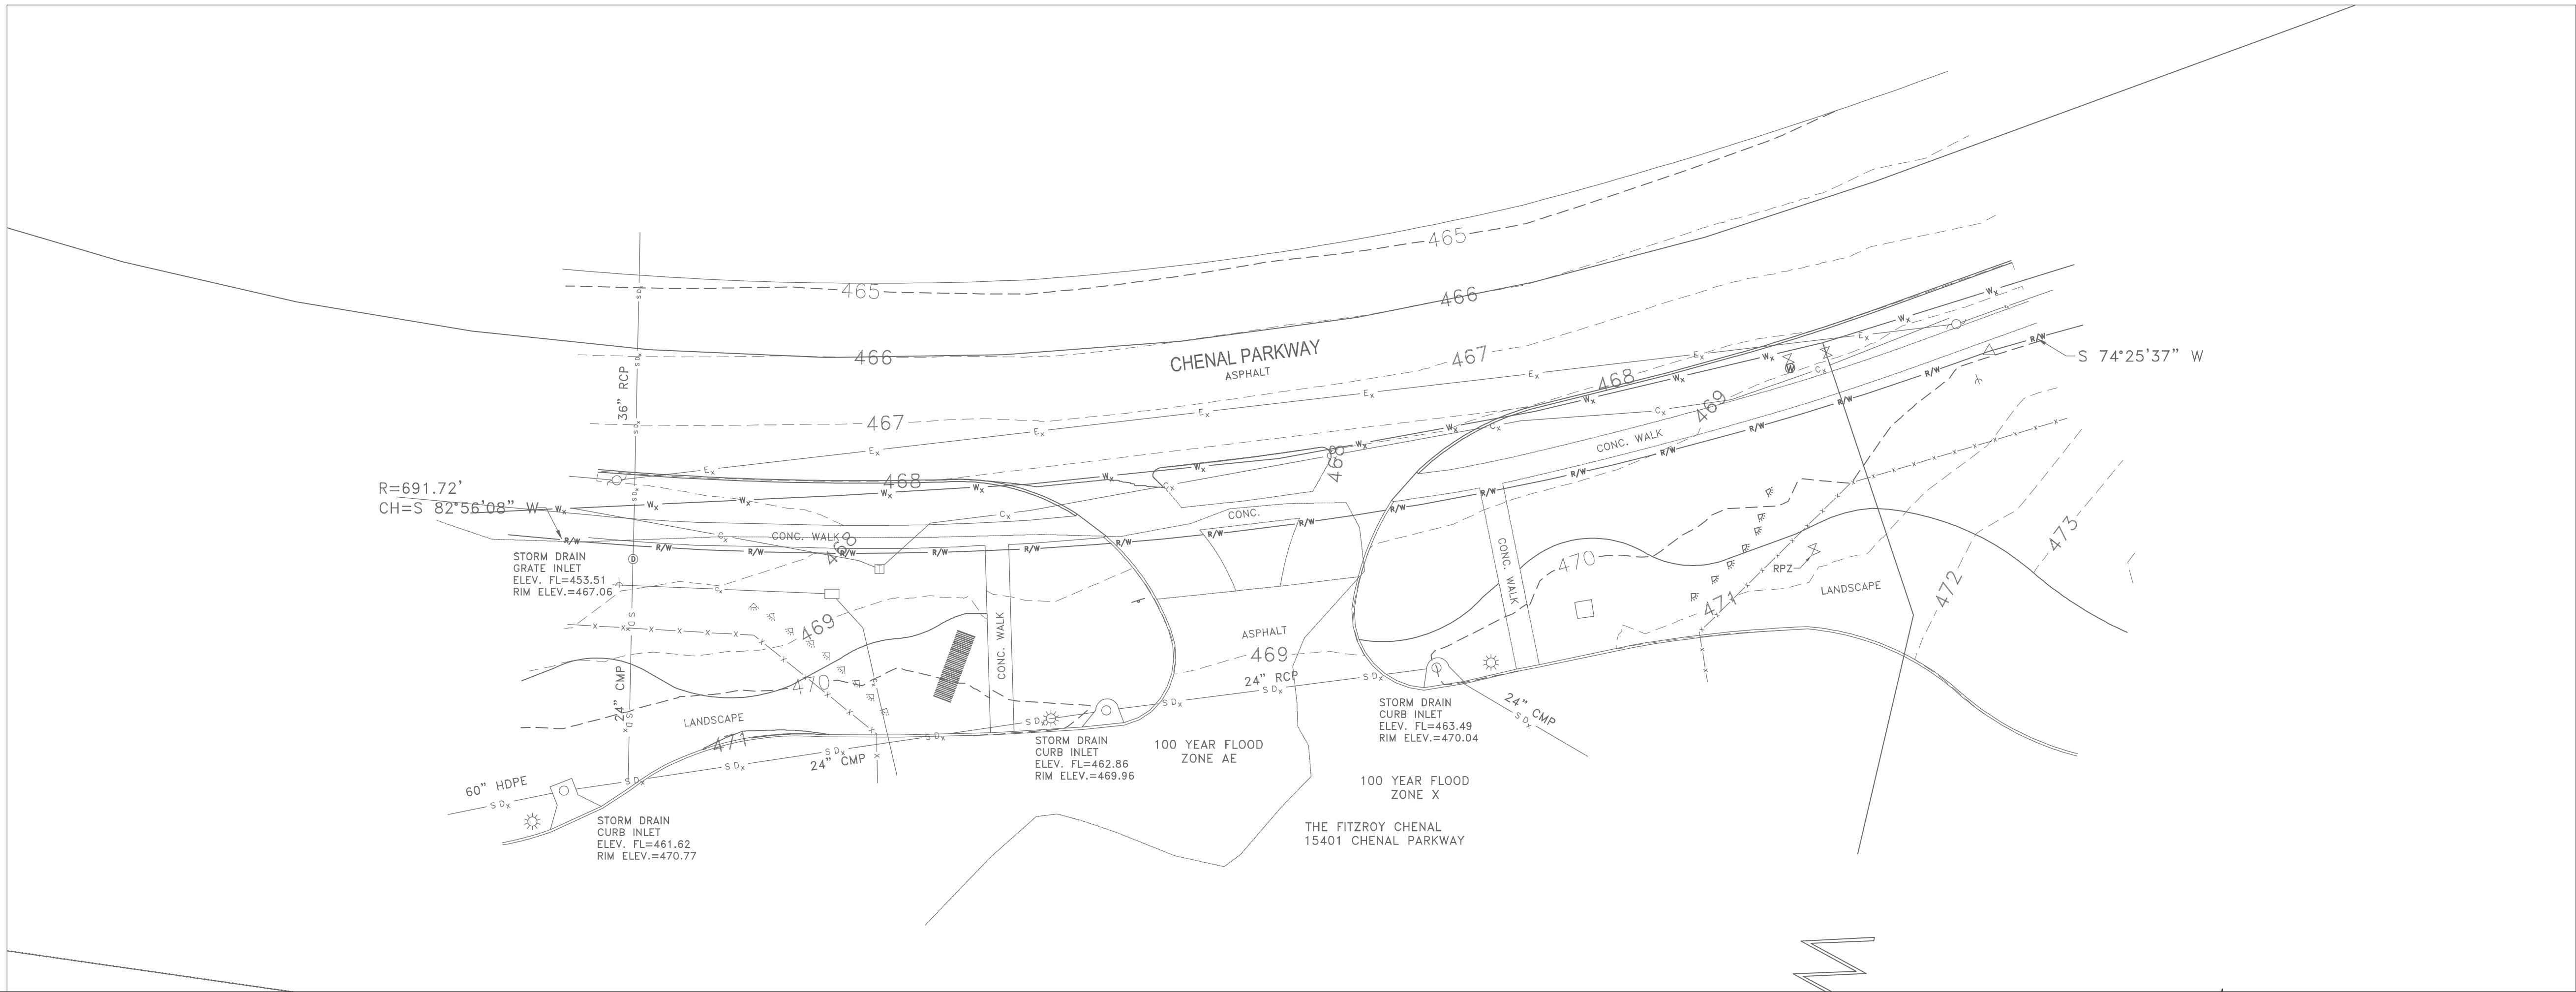 465
465
466
466
CHENAL PARKWAY
ASPHALT
467
467
36" RCP
S 74°25'37" W
468
468
468
469
R=691.72'
CH=S 82°56'08" W
CONC. WALK
CONC. WALK
CONC.
STORM DRAIN
GRATE INLET
ELEV. FL=453.51
RIM ELEV.=467.06
CONC. WALK
CONC. WALK
470
RPZ
LANDSCAPE
471
472
473
469
ASPHALT
469
470
24" CMP
LANDSCAPE
471
24" RCP
STORM DRAIN
CURB INLET
ELEV. FL=463.49
RIM ELEV.=470.04
24" CMP
24" CMP
STORM DRAIN
CURB INLET
ELEV. FL=462.86
RIM ELEV.=469.96
100 YEAR FLOOD
ZONE AE
60" HDPE
100 YEAR FLOOD
ZONE X
STORM DRAIN
CURB INLET
ELEV. FL=461.62
RIM ELEV.=470.77
THE FITZROY CHENAL
15401 CHENAL PARKWAY